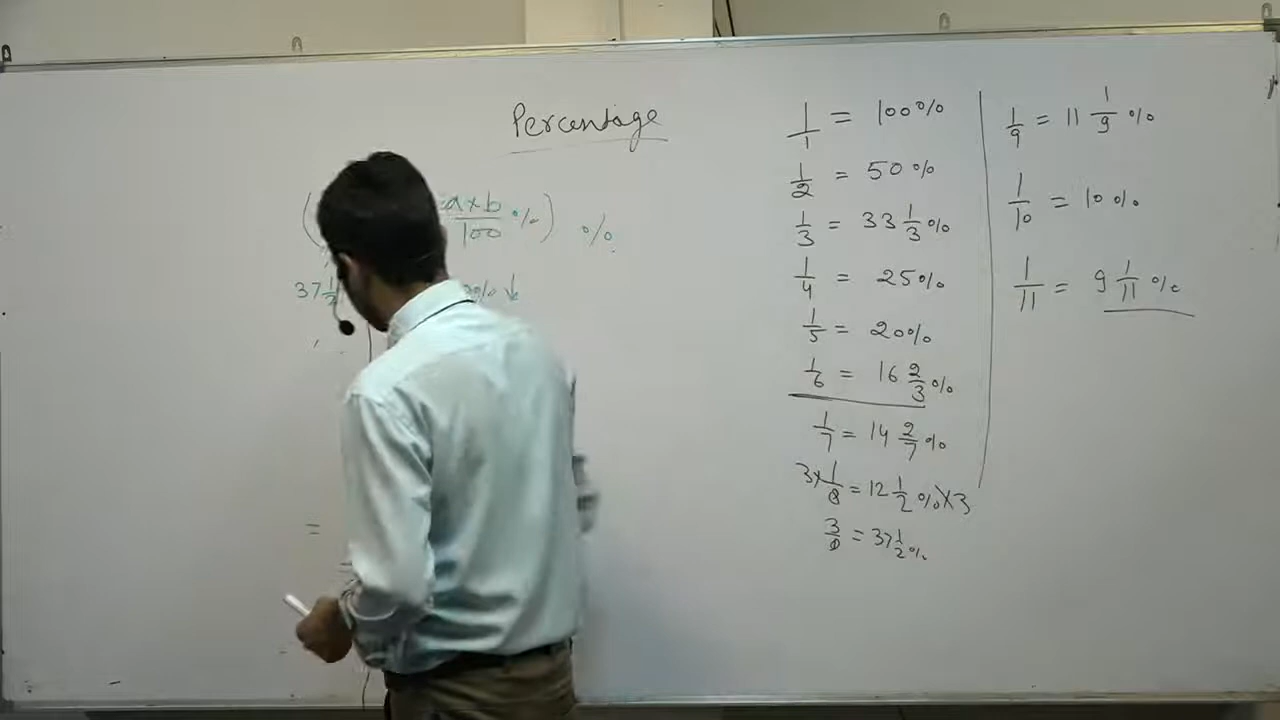 Percentage
( a×b/100 % ) %
37 1/2 % ↓
=
1/1 = 100%
1/2 = 50%
1/3 = 33 1/3 %
1/4 = 25%
1/5 = 20%
1/6 = 16 2/3 %
1/7 = 14 2/7 %
3×1/8 = 12 1/2 %×3
3/8 = 37 1/2 %
1/9 = 11 1/9 %
1/10 = 10%
1/11 = 9 1/11 %